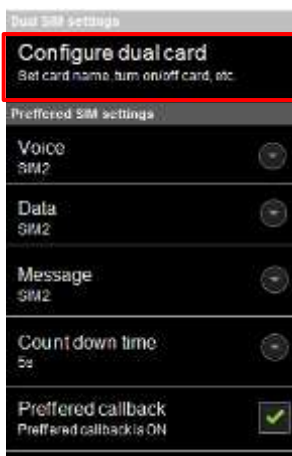 Dual SIM settings
Configure dual card
Set card name, turn on/off card, etc.
Preffered SIM settings
Voice
SIM2
Data
SIM2
Message
SIM2
Count down time
5s
Preffered callback
Preffered callback is ON